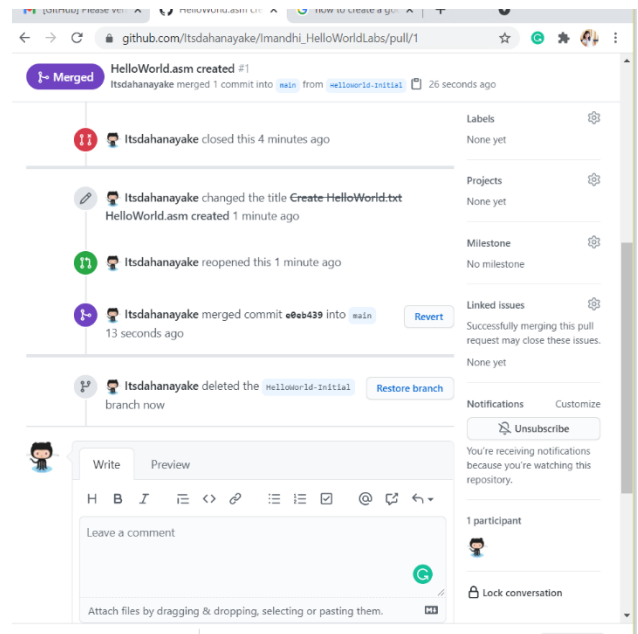 [GitHub] Please ver
HelloWorld.asm cre
how to create a go
github.com/Itsdahanayake/Imandhi_HelloWorldLabs/pull/1
Merged
HelloWorld.asm created #1
Itsdahanayake merged 1 commit into main from Helloworld-Initial 26 seconds ago
Itsdahanayake closed this 4 minutes ago
Itsdahanayake changed the title Create HelloWorld.txt
HelloWorld.asm created 1 minute ago
Itsdahanayake reopened this 1 minute ago
Itsdahanayake merged commit e0eb439 into main
Revert
13 seconds ago
Itsdahanayake deleted the HelloWorld-Initial
Restore branch
branch now
Write Preview
H B I
Leave a comment
Attach files by dragging & dropping, selecting or pasting them.
Labels
None yet
Projects
None yet
Milestone
No milestone
Linked issues
Successfully merging this pull
request may close these issues.
None yet
Notifications Customize
Unsubscribe
You're receiving notifications
because you're watching this
repository.
1 participant
Lock conversation